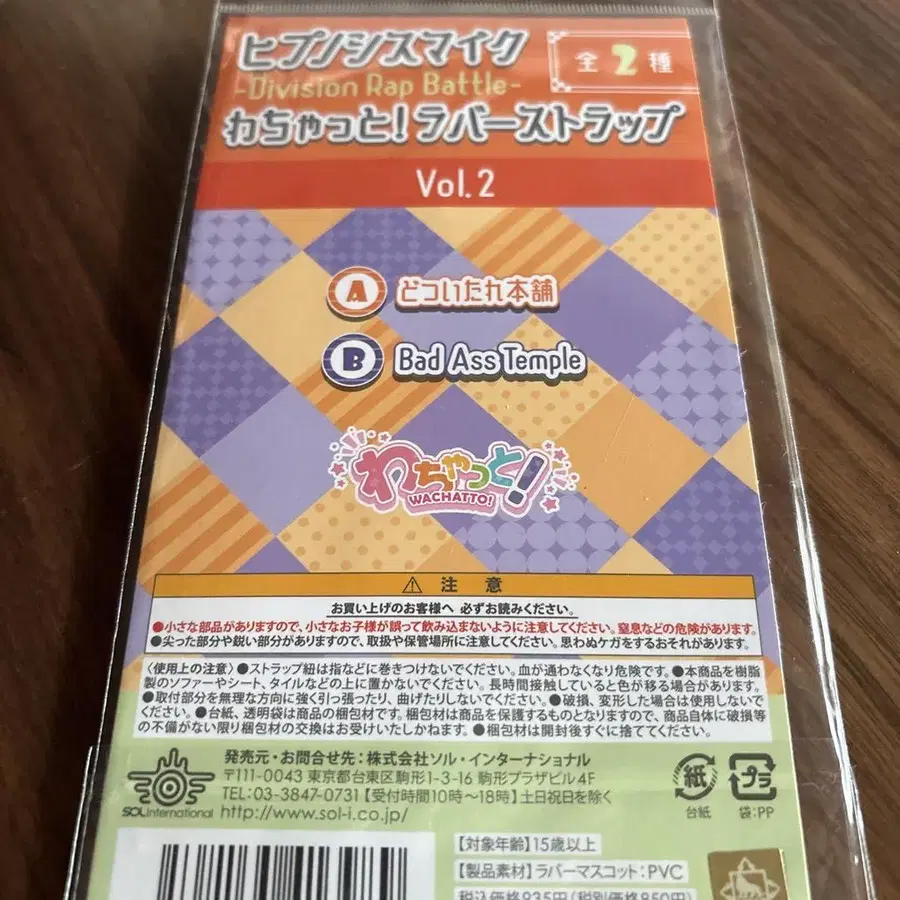 ヒプノシスマイク
-Division Rap Battle-
わちゃっと!ラバーストラップ
全2種
Vol.2
A どついたれ本舗
B Bad Ass Temple
わちゃっと!
WACHATTO!
⚠ 注意
お買い上げのお客様へ 必ずお読みください。
●小さな部品がありますので、小さなお子様が誤って飲み込まないように注意してください。窒息などの危険があります。
●尖った部分や鋭い部分がありますので、取扱や保管場所に注意してください。思わぬケガをするおそれがあります。
〈使用上の注意〉●ストラップ紐は指などに巻きつけないでください。血が通わなくなり危険です。●本商品を樹脂
製のソファーやシート、タイルなどの上に置かないでください。長時間接触していると色が移る場合があります。
●取付部分を無理な方向に強く引っ張ったり、曲げたりしないでください。●破損、変形した場合は使用しないで
ください。●台紙、透明袋は商品の梱包材です。梱包材は商品を保護するものとなりますので、商品自体に破損等
の不備がない限り梱包材の交換はお受けいたしかねます。●梱包材は開封後すぐに捨ててください。
発売元・お問合せ先:株式会社ソル・インターナショナル
〒111-0043 東京都台東区駒形1-3-16 駒形プラザビル4F
TEL:03-3847-0731【受付時間10時〜18時】土日祝日を除く
SOLinternational http://www.sol-i.co.jp/
紙
台紙
プラ
袋:PP
【対象年齢】15歳以上
【製品素材】ラバーマスコット:PVC
税込価格935円(税別価格850円)